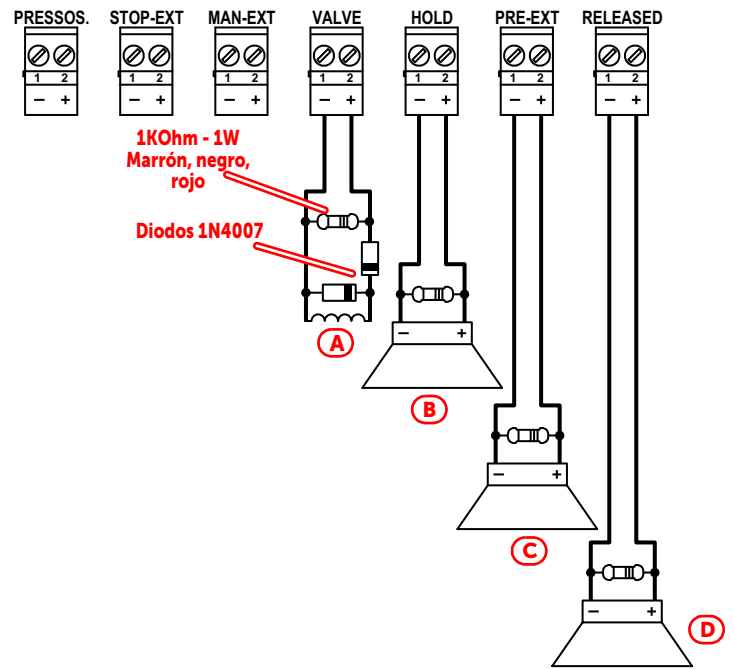 PRESSOS. STOP-EXT MAN-EXT VALVE HOLD PRE-EXT RELEASED
1 2 1 2 1 2 1 2 1 2 1 2 1 2
− + − + − + − + − + − + − +
1KOhm - 1W
Marrón, negro,
rojo
Diodos 1N4007
A
− +
B
− +
C
− +
D